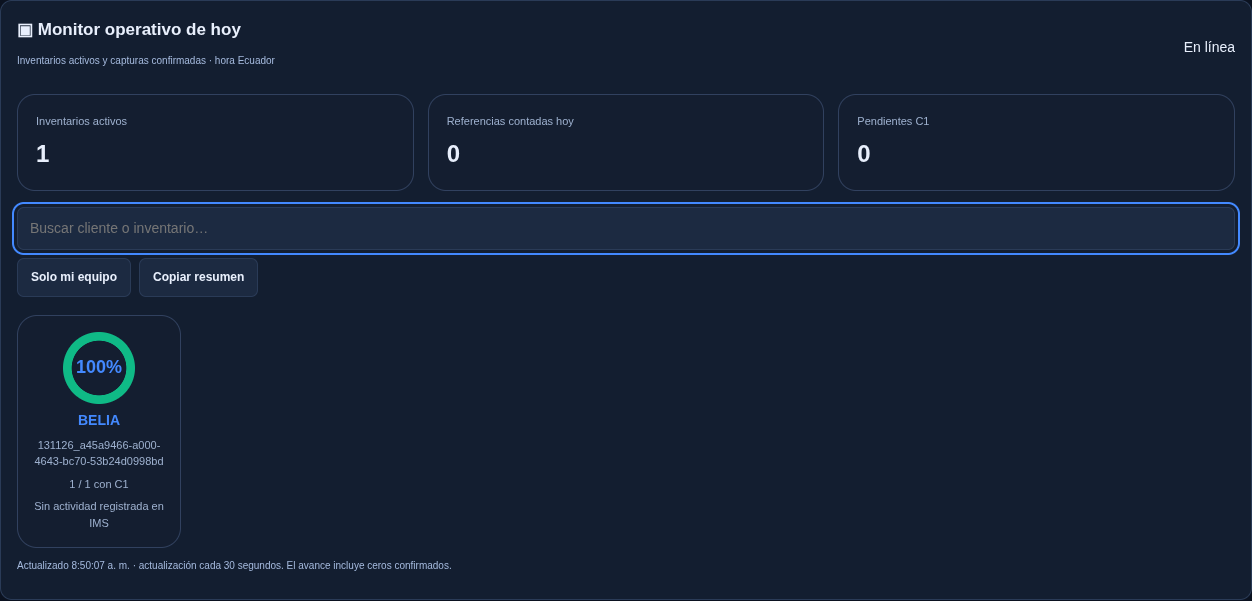 ▣ Monitor operativo de hoy
Inventarios activos y capturas confirmadas · hora Ecuador
En línea
Inventarios activos
1
Referencias contadas hoy
0
Pendientes C1
0
Buscar cliente o inventario…
Solo mi equipo
Copiar resumen
100%
BELIA
131126_a45a9466-a000-
4643-bc70-53b24d0998bd
1 / 1 con C1
Sin actividad registrada en
IMS
Actualizado 8:50:07 a. m. · actualización cada 30 segundos. El avance incluye ceros confirmados.